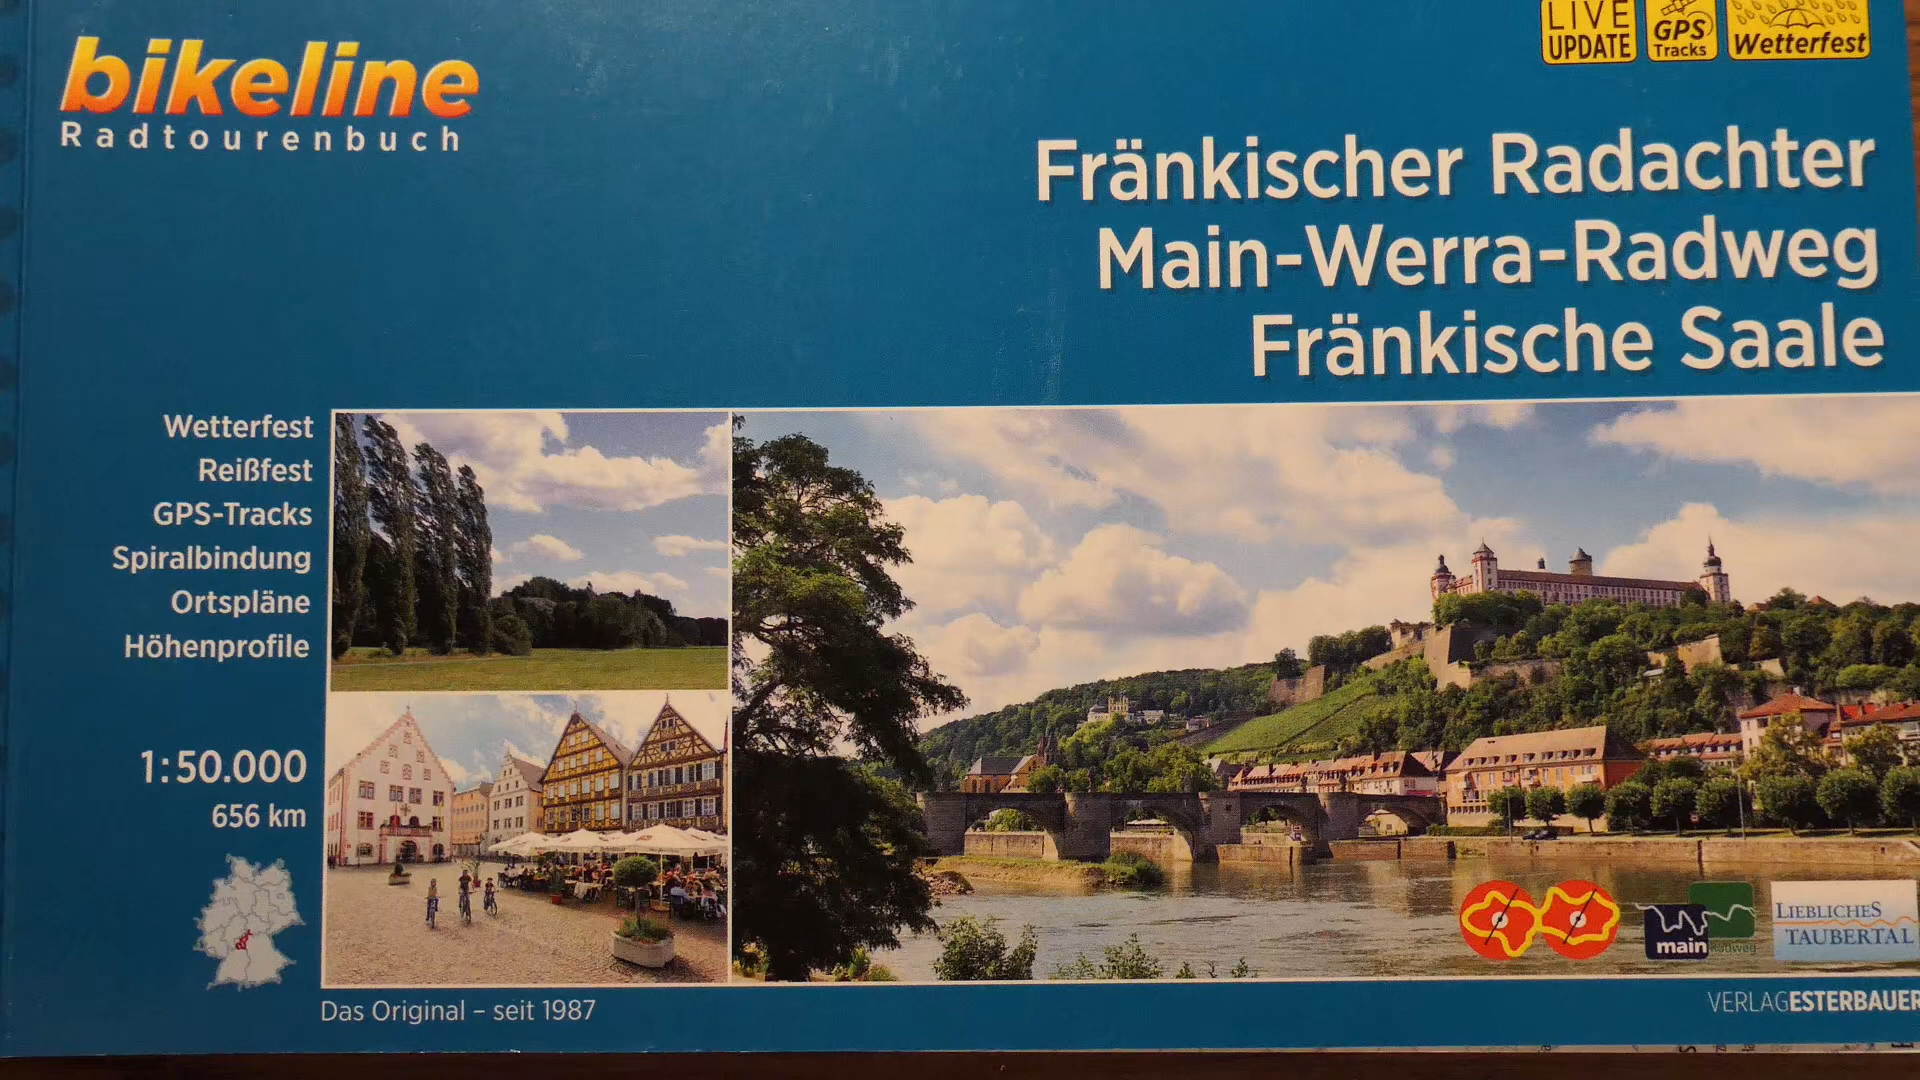 bikeline
Radtourenbuch
LIVE
UPDATE
GPS
Tracks
Wetterfest
Fränkischer Radachter
Main-Werra-Radweg
Fränkische Saale
Wetterfest
Reißfest
GPS-Tracks
Spiralbindung
Ortspläne
Höhenprofile
1:50.000
656 km
main
Radweg
LIEBLICHES
TAUBERTAL
Das Original – seit 1987
VERLAGESTERBAUER